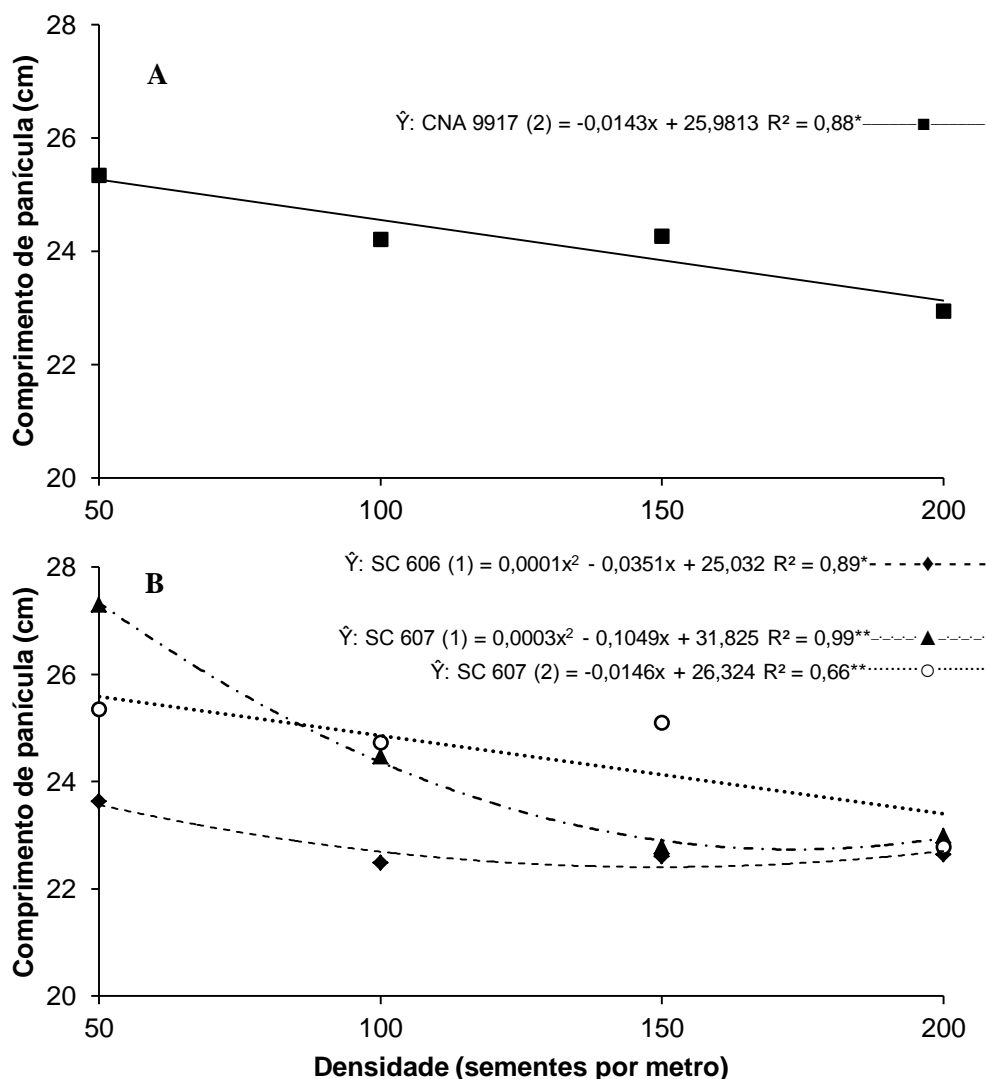 28
A
Ŷ: CNA 9917 (2) = -0,0143x + 25,9813 R² = 0,88*
26
24
22
20
50 100 150 200
Comprimento de panícula (cm)
28
B
Ŷ: SC 606 (1) = 0,0001x² - 0,0351x + 25,032 R² = 0,89*
Ŷ: SC 607 (1) = 0,0003x² - 0,1049x + 31,825 R² = 0,99**
Ŷ: SC 607 (2) = -0,0146x + 26,324 R² = 0,66**
26
24
22
20
50 100 150 200
Comprimento de panícula (cm)
Densidade (sementes por metro)